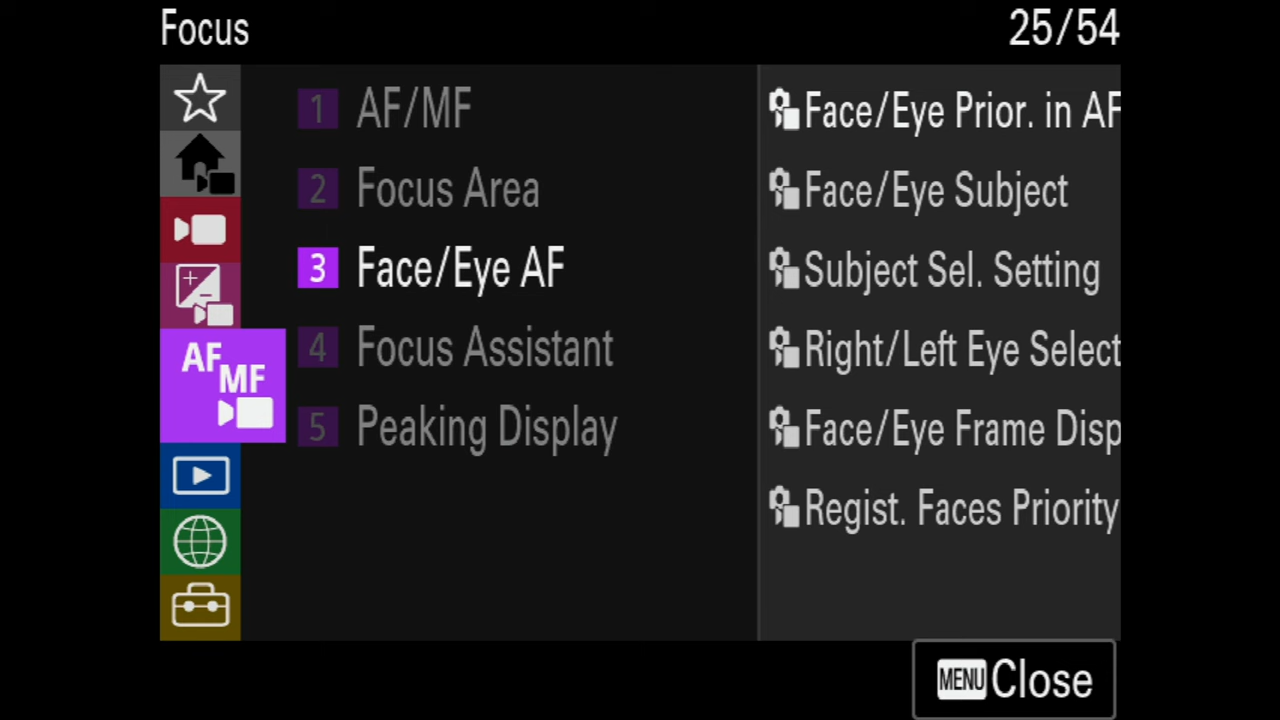 Focus
25/54
AF
MF
1 AF/MF
2 Focus Area
3 Face/Eye AF
4 Focus Assistant
5 Peaking Display
Face/Eye Prior. in AF
Face/Eye Subject
Subject Sel. Setting
Right/Left Eye Select
Face/Eye Frame Disp
Regist. Faces Priority
MENU Close